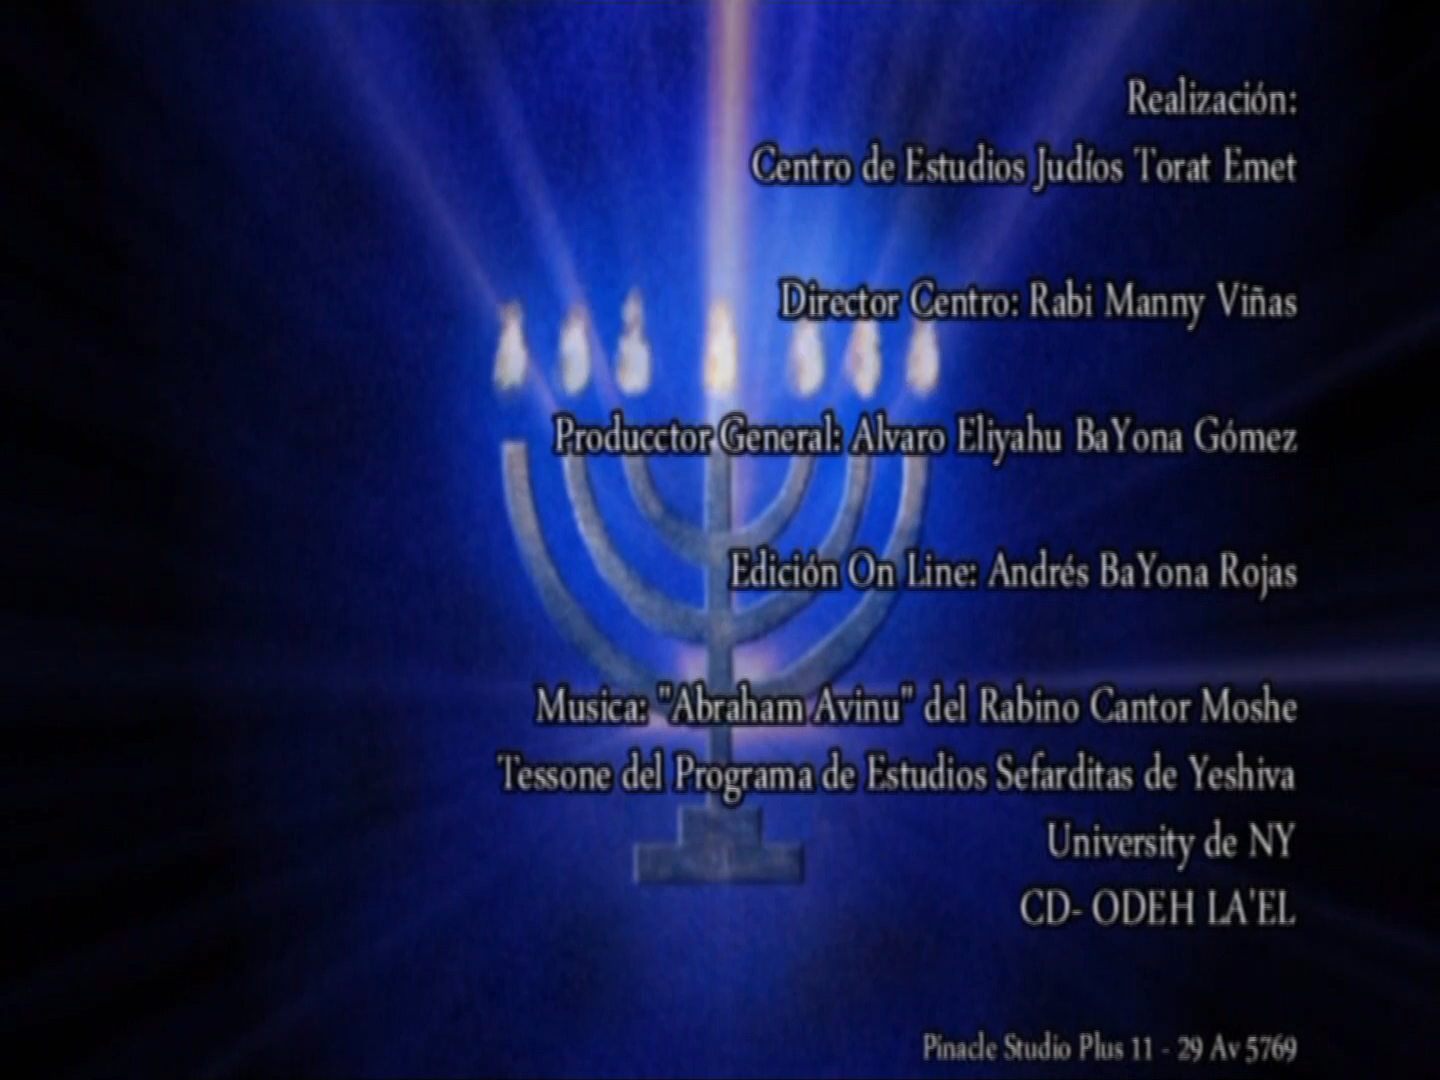 Realización:
Centro de Estudios Judíos Torat Emet
Director Centro: Rabi Manny Viñas
Producctor General: Alvaro Eliyahu BaYona Gómez
Edición On Line: Andrés BaYona Rojas
Musica: "Abraham Avinu" del Rabino Cantor Moshe
Tessone del Programa de Estudios Sefarditas de Yeshiva
University de NY
CD- ODEH LA'EL
Pinacle Studio Plus 11 - 29 Av 5769